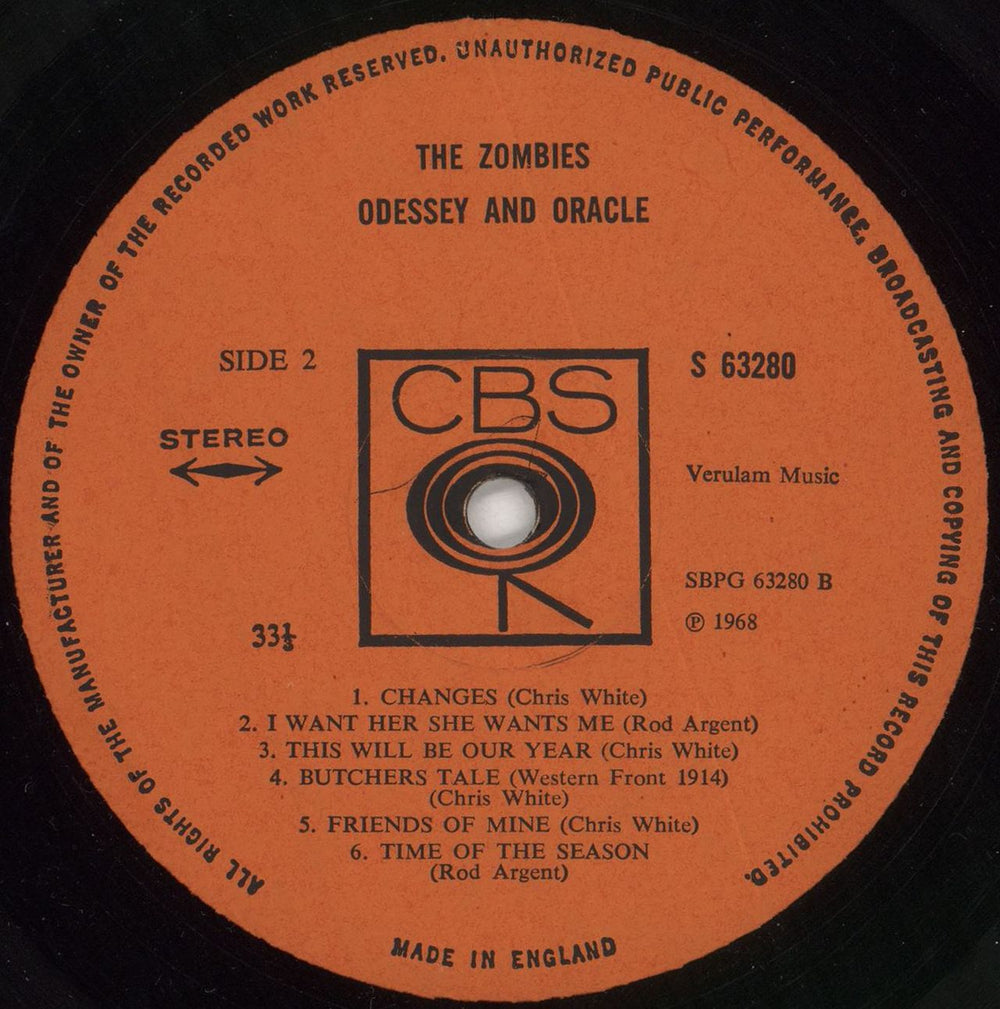 ALL RIGHTS OF THE MANUFACTURER AND OF THE OWNER OF THE RECORDED WORK RESERVED. UNAUTHORIZED PUBLIC PERFORMANCE, BROADCASTING AND COPYING OF THIS RECORD PROHIBITED.
THE ZOMBIES
ODESSEY AND ORACLE
SIDE 2
S 63280
CBS
STEREO
Verulam Music
SBPG 63280 B
℗ 1968
33⅓
1. CHANGES (Chris White)
2. I WANT HER SHE WANTS ME (Rod Argent)
3. THIS WILL BE OUR YEAR (Chris White)
4. BUTCHERS TALE (Western Front 1914)
(Chris White)
5. FRIENDS OF MINE (Chris White)
6. TIME OF THE SEASON
(Rod Argent)
MADE IN ENGLAND